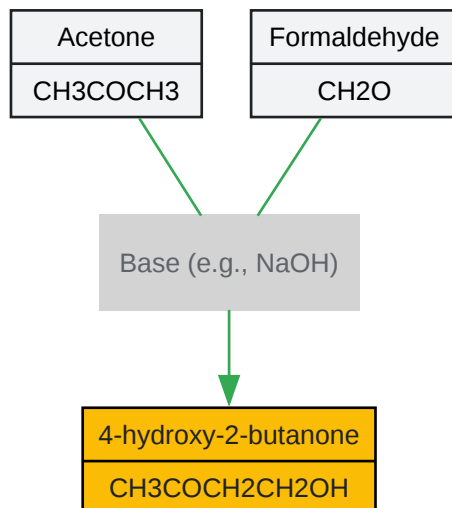 Acetone
CH3COCH3
Formaldehyde
CH2O
Base (e.g., NaOH)
4-hydroxy-2-butanone
CH3COCH2CH2OH